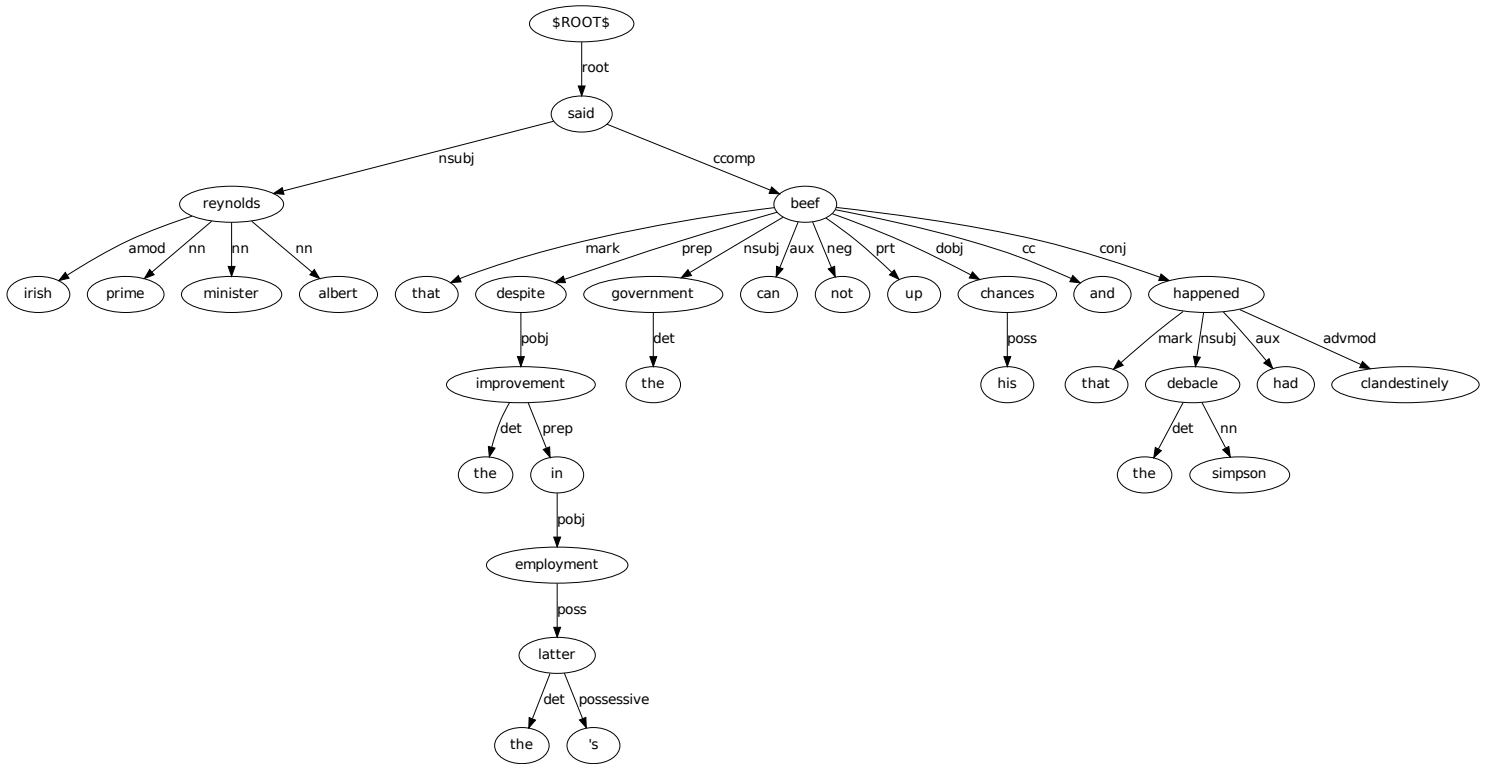 $ROOT$
root
said
nsubj ccomp
reynolds beef
amod nn nn nn mark prep nsubj aux neg prt dobj cc conj
irish prime minister albert that despite government can not up chances and happened
pobj det poss mark nsubj aux advmod
improvement the his that debacle had clandestinely
det prep det nn
the in the simpson
pobj
employment
poss
latter
det possessive
the 's